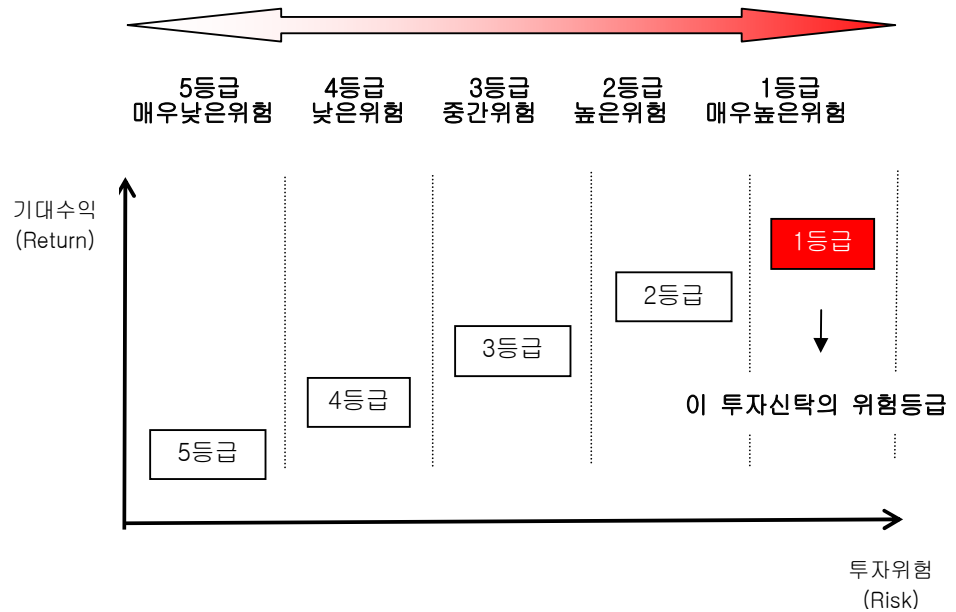 5등급 4등급 3등급 2등급 1등급
매우낮은위험 낮은위험 중간위험 높은위험 매우높은위험
기대수익
(Return)
1등급
2등급
3등급
4등급
5등급
이 투자신탁의 위험등급
투자위험
(Risk)